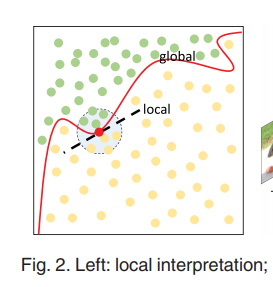 global
local
Fig. 2. Left: local interpretation;